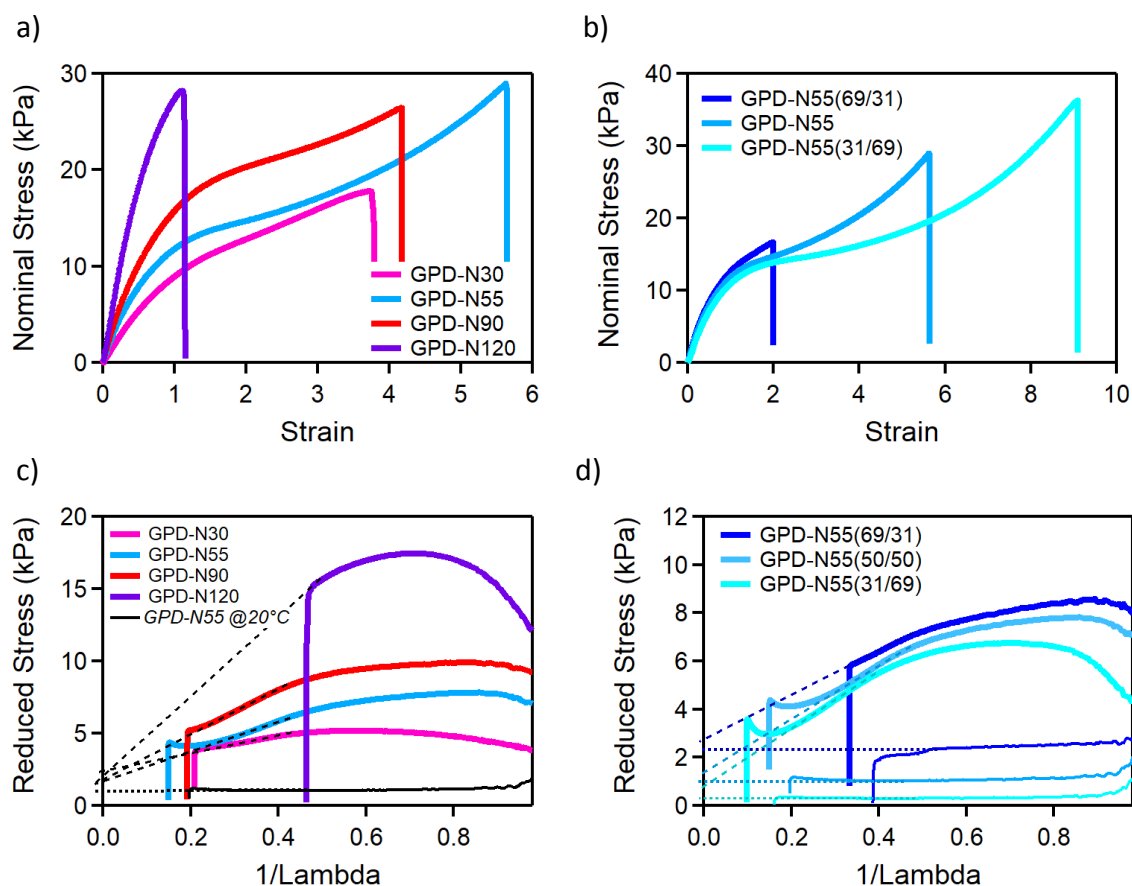 a)
30
20
10
0
Nominal Stress (kPa)
GPD-N30
GPD-N55
GPD-N90
GPD-N120
0 1 2 3 4 5 6
Strain
b)
40
30
20
10
0
Nominal Stress (kPa)
GPD-N55(69/31)
GPD-N55
GPD-N55(31/69)
0 2 4 6 8 10
Strain
c)
20
15
10
5
0
Reduced Stress (kPa)
GPD-N30
GPD-N55
GPD-N90
GPD-N120
GPD-N55 @20°C
0.0 0.2 0.4 0.6 0.8
1/Lambda
d)
12
10
8
6
4
2
0
Reduced Stress (kPa)
GPD-N55(69/31)
GPD-N55(50/50)
GPD-N55(31/69)
0.0 0.2 0.4 0.6 0.8
1/Lambda